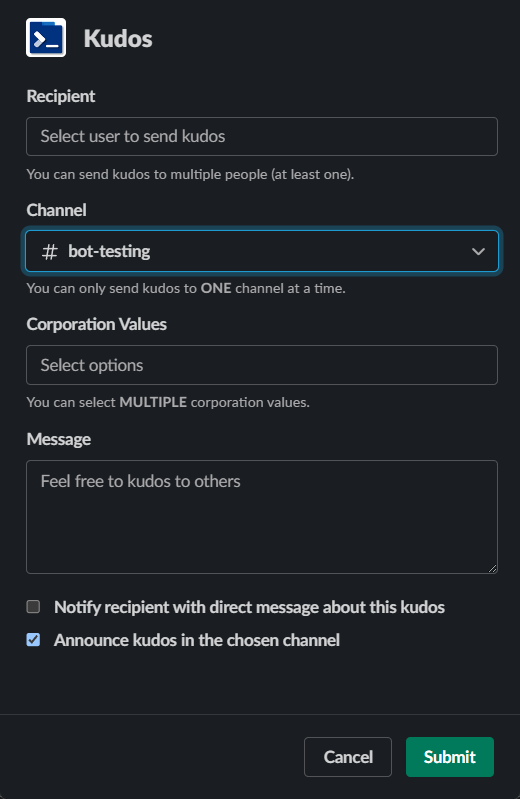 Kudos
Recipient
Select user to send kudos
You can send kudos to multiple people (at least one).
Channel
# bot-testing
You can only send kudos to ONE channel at a time.
Corporation Values
Select options
You can select MULTIPLE corporation values.
Message
Feel free to kudos to others
Notify recipient with direct message about this kudos
Announce kudos in the chosen channel
Cancel Submit